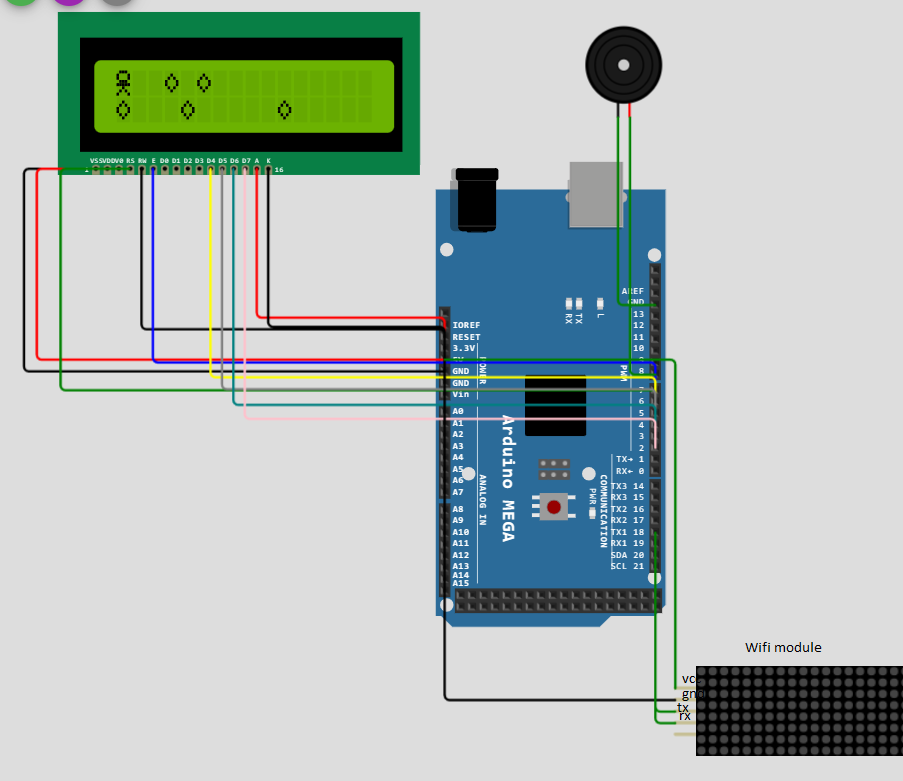 VSS VDD V0 RS RW E D0 D1 D2 D3 D4 D5 D6 D7 A K
16
AREF
GND
13
12
11
10
9
8
7
6
5
4
3
2
TX→ 1
RX← 0
TX3 14
RX3 15
TX2 16
RX2 17
TX1 18
RX1 19
SDA 20
SCL 21
PWM
COMMUNICATION
RX
TX
L
PWR
Arduino MEGA
IOREF
RESET
3.3V
5V
GND
GND
Vin
POWER
A0
A1
A2
A3
A4
A5
A6
A7
A8
A9
A10
A11
A12
A13
A14
A15
ANALOG IN
Wifi module
vcc
gnd
tx
rx